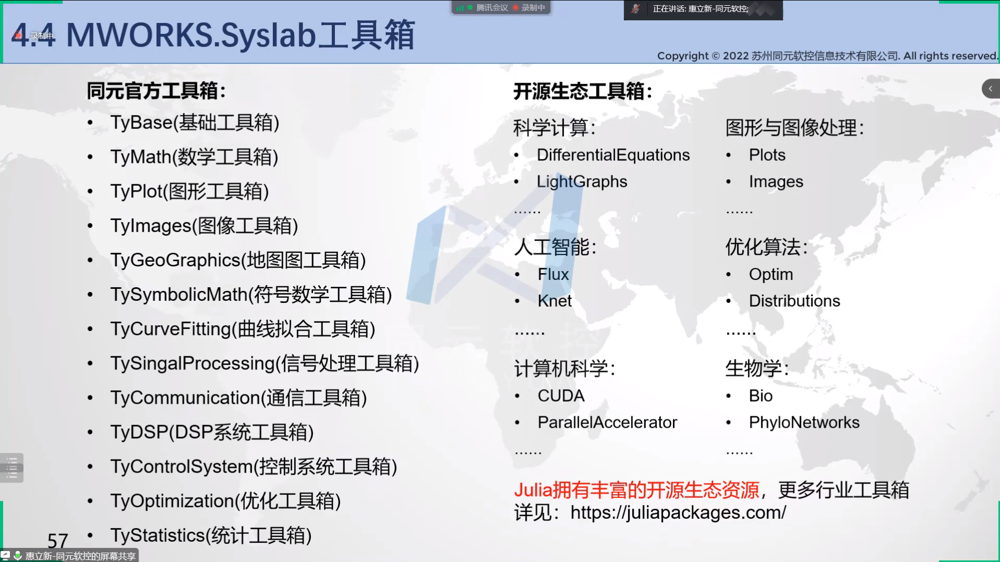 腾讯会议 录制中
正在讲话: 惠立新-同元软控;
4.4 MWORKS.Syslab工具箱
录制中
Copyright © 2022 苏州同元软控信息技术有限公司. All rights reserved.
同元官方工具箱：
• TyBase(基础工具箱)
• TyMath(数学工具箱)
• TyPlot(图形工具箱)
• TyImages(图像工具箱)
• TyGeoGraphics(地图图工具箱)
• TySymbolicMath(符号数学工具箱)
• TyCurveFitting(曲线拟合工具箱)
• TySingalProcessing(信号处理工具箱)
• TyCommunication(通信工具箱)
• TyDSP(DSP系统工具箱)
• TyControlSystem(控制系统工具箱)
• TyOptimization(优化工具箱)
• TyStatistics(统计工具箱)
开源生态工具箱：
科学计算：
• DifferentialEquations
• LightGraphs
……
图形与图像处理：
• Plots
• Images
……
人工智能：
• Flux
• Knet
……
优化算法：
• Optim
• Distributions
……
计算机科学：
• CUDA
• ParallelAccelerator
……
生物学：
• Bio
• PhyloNetworks
……
Julia拥有丰富的开源生态资源，更多行业工具箱
详见：https://juliapackages.com/
同元软控
57
惠立新-同元软控的屏幕共享